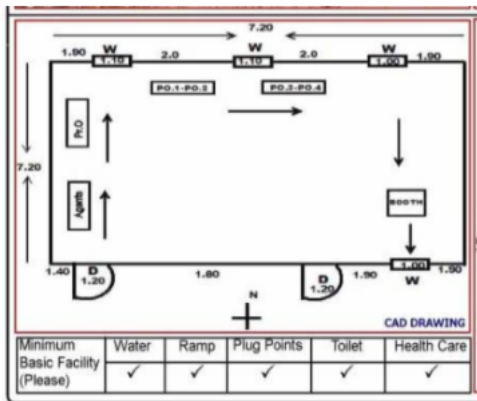 7.20
1.90 W 2.0 W 2.0 W 1.90
1.10 1.10 1.00
PO.1-PO.2 PO.3-PO.4
Pr.O
7.20
Agents
BOOTH
1.40 D 1.80 D 1.90 1.00 1.90
1.20 1.20 W
N
CAD DRAWING
Minimum Basic Facility (Please) Water Ramp Plug Points Toilet Health Care
✓ ✓ ✓ ✓ ✓